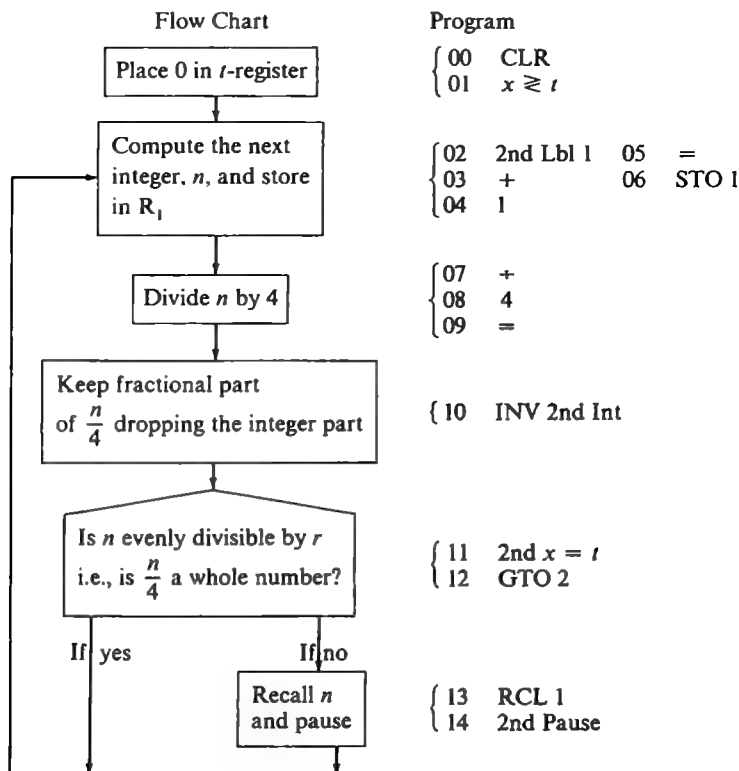 Flow Chart Program
Place 0 in t-register
00 CLR
01 x ≷ t
Compute the next
integer, n, and store
in R₁
02 2nd Lbl 1 05 =
03 + 06 STO 1
04 1
Divide n by 4
07 +
08 4
09 =
Keep fractional part
of n/4 dropping the integer part
10 INV 2nd Int
Is n evenly divisible by r
i.e., is n/4 a whole number?
11 2nd x = t
12 GTO 2
If yes If no
Recall n
and pause
13 RCL 1
14 2nd Pause